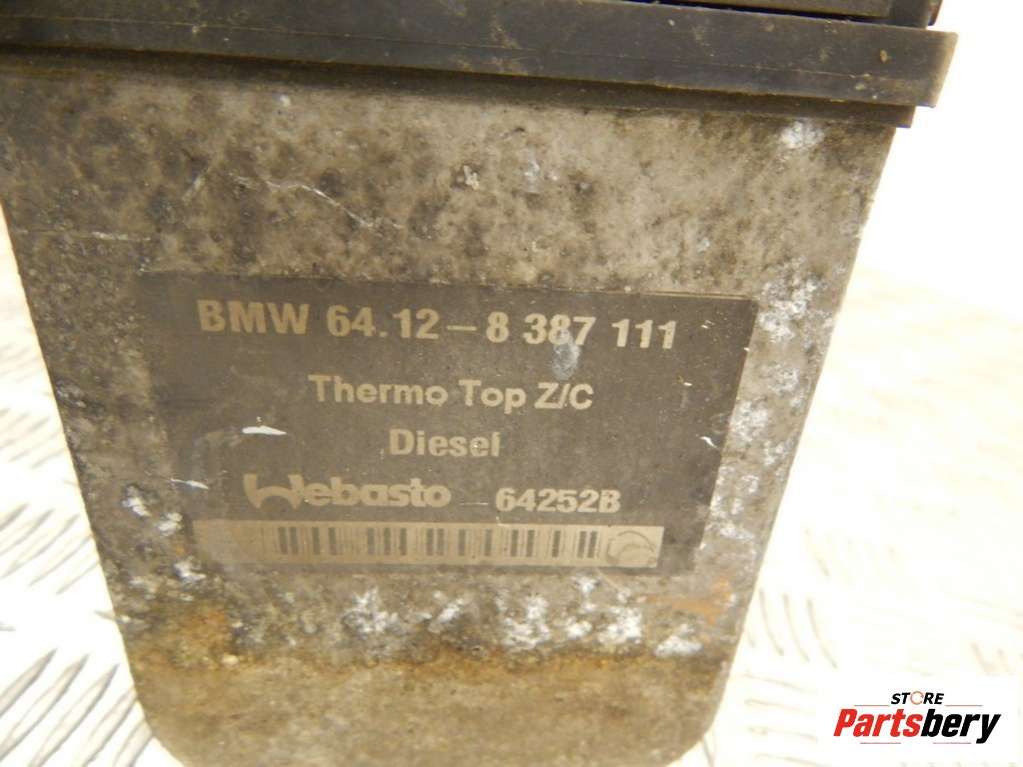 BMW 64.12-8 387 111
Thermo Top Z/C
Diesel
Webasto 64252B
STORE
Partsbery